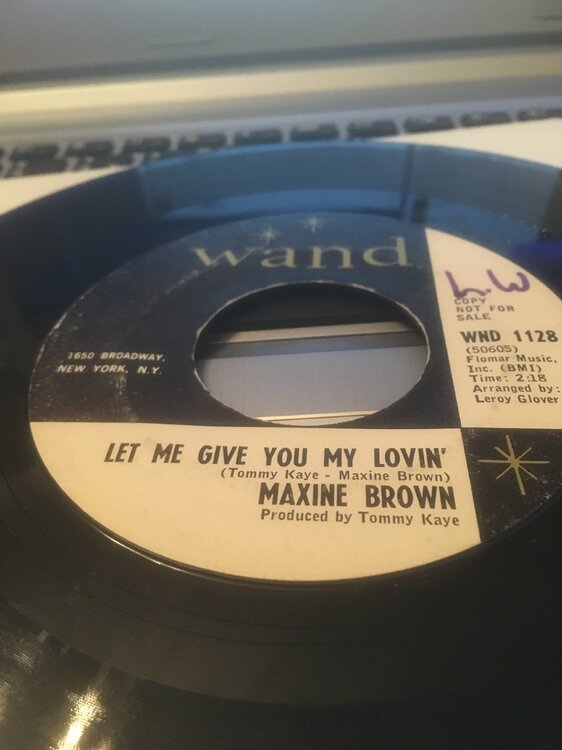 wand
1650 BROADWAY,
NEW YORK, N.Y.
L.W
COPY
NOT FOR
SALE
WND 1128
(50605)
Flomar Music,
Inc. (BMI)
Time: 2:18
Arranged by:
Leroy Glover
LET ME GIVE YOU MY LOVIN'
(Tommy Kaye - Maxine Brown)
MAXINE BROWN
Produced by Tommy Kaye